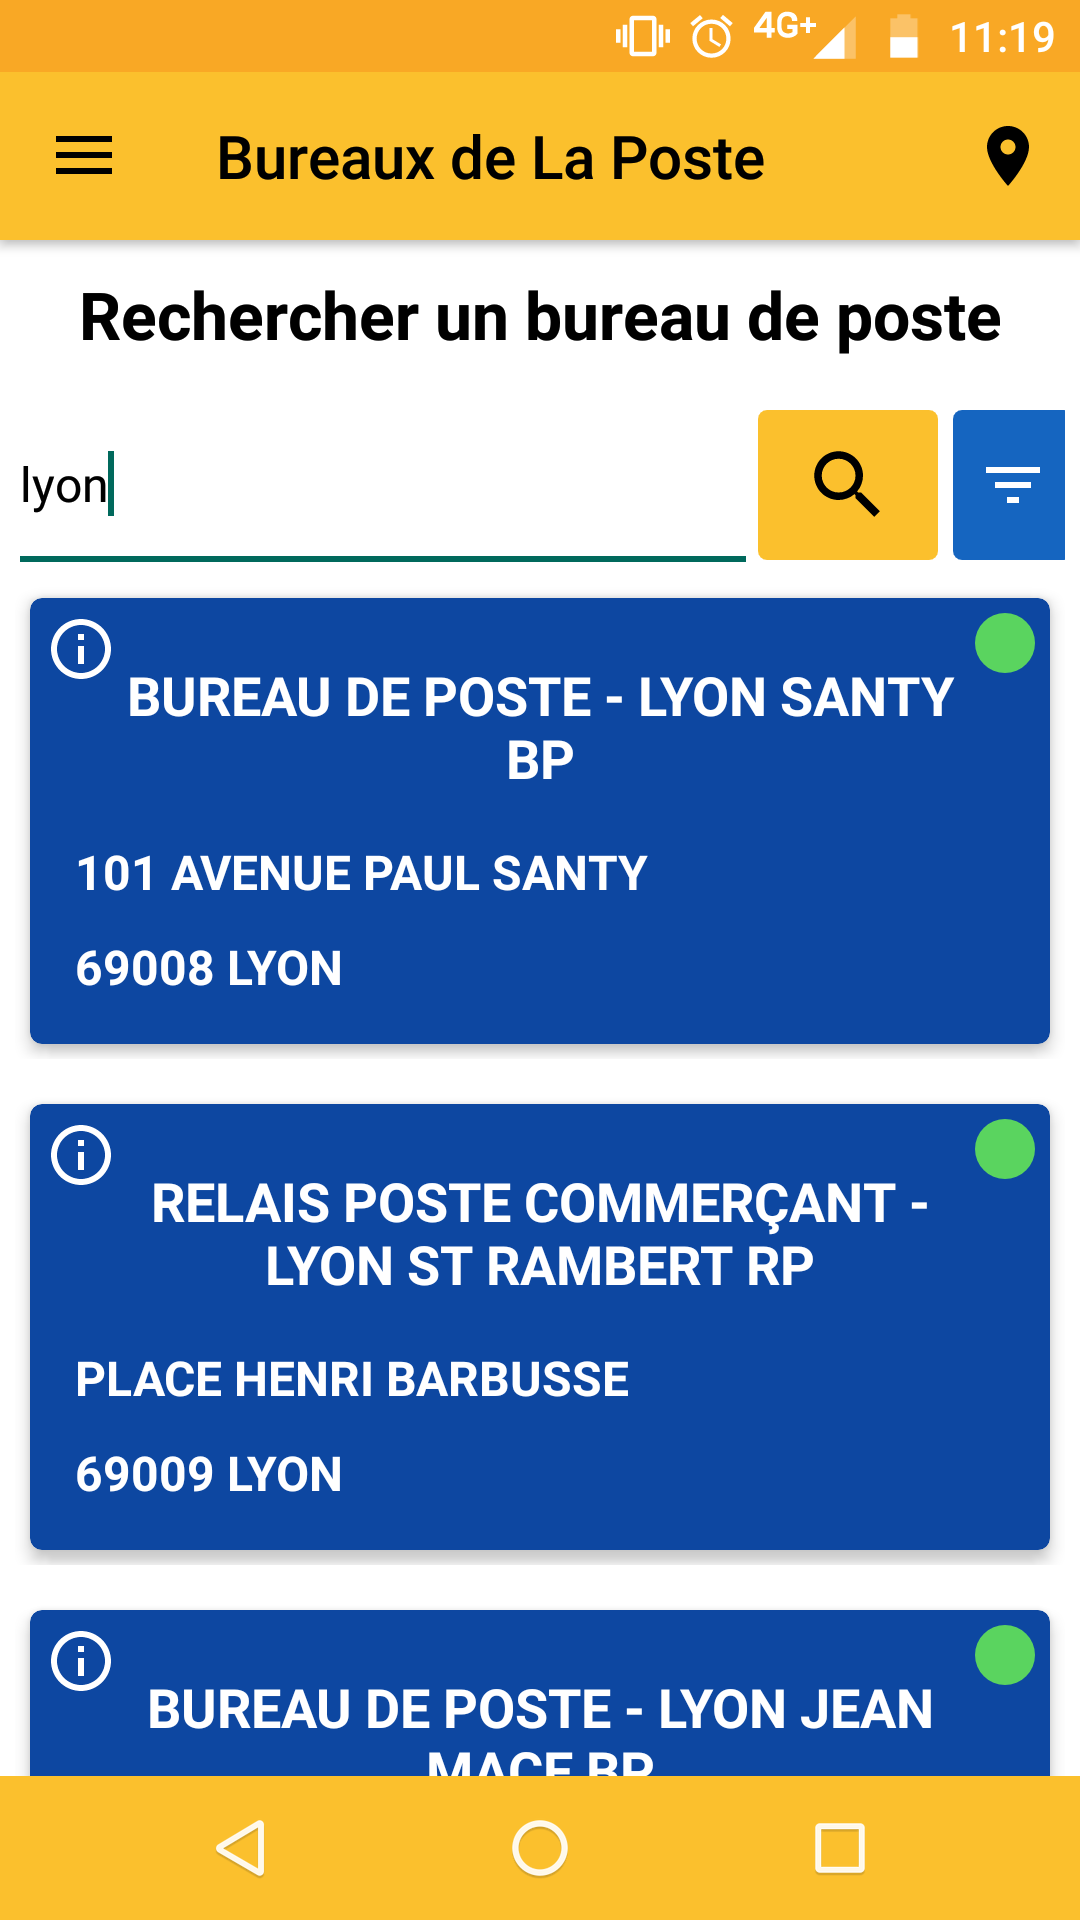 4G+ 11:19
Bureaux de La Poste
Rechercher un bureau de poste
lyon
BUREAU DE POSTE - LYON SANTY
BP
101 AVENUE PAUL SANTY
69008 LYON
RELAIS POSTE COMMERÇANT -
LYON ST RAMBERT RP
PLACE HENRI BARBUSSE
69009 LYON
BUREAU DE POSTE - LYON JEAN
MACE BP